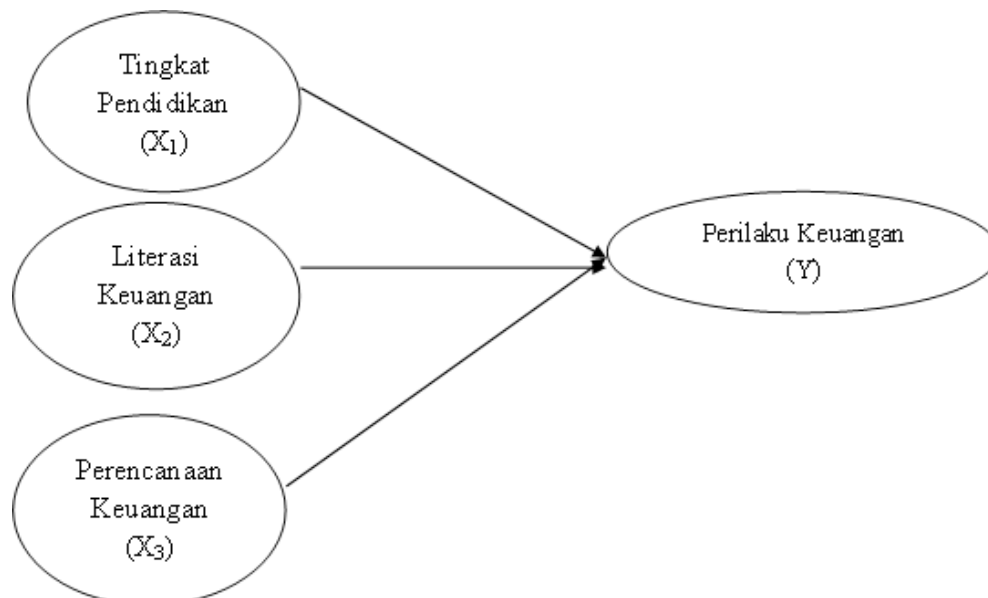 Tingkat
Pendidikan
(X₁)
Literasi
Keuangan
(X₂)
Perencanaan
Keuangan
(X₃)
Perilaku Keuangan
(Y)